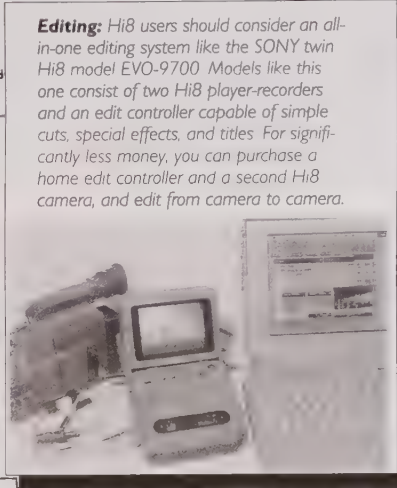 Editing: Hi8 users should consider an all-
in-one editing system like the SONY twin
Hi8 model EVO-9700 Models like this
one consist of two Hi8 player-recorders
and an edit controller capable of simple
cuts, special effects, and titles For signifi-
cantly less money, you can purchase a
home edit controller and a second Hi8
camera, and edit from camera to camera.